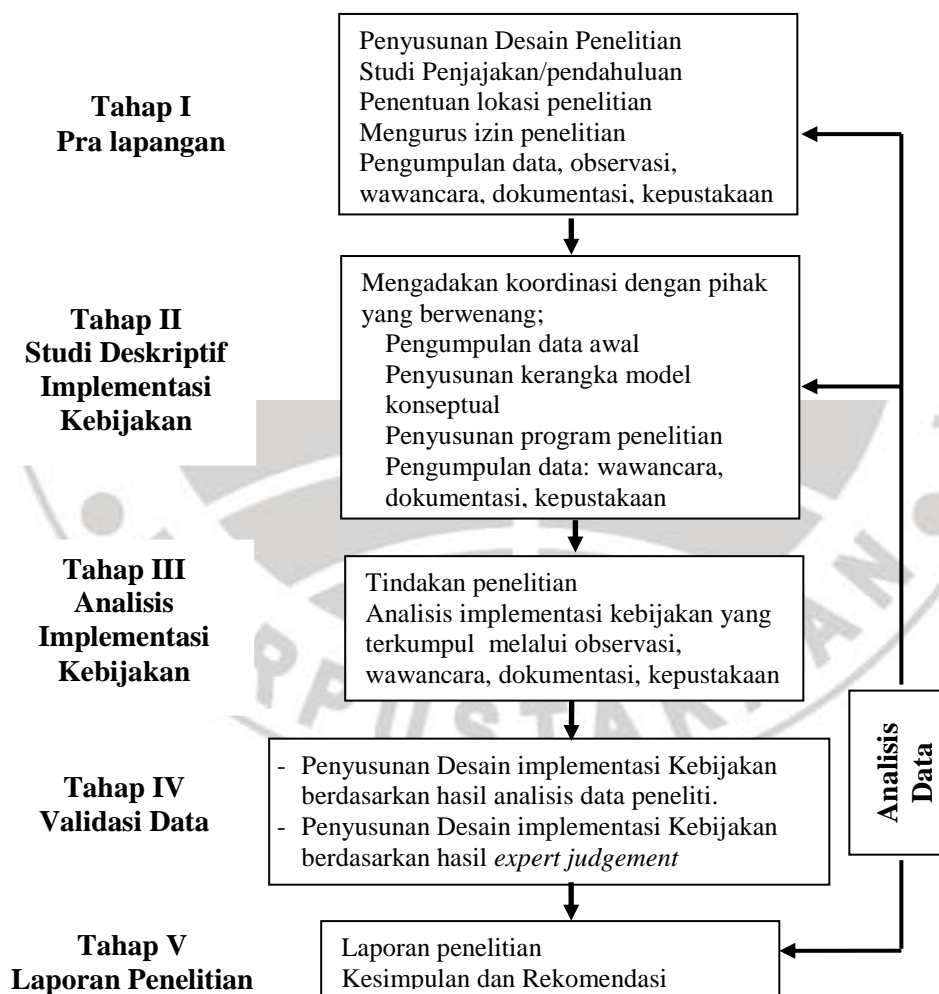 Tahap I
Pra lapangan
Penyusunan Desain Penelitian
Studi Penjajakan/pendahuluan
Penentuan lokasi penelitian
Mengurus izin penelitian
Pengumpulan data, observasi,
wawancara, dokumentasi, kepustakaan
Tahap II
Studi Deskriptif
Implementasi
Kebijakan
Mengadakan koordinasi dengan pihak
yang berwenang;
Pengumpulan data awal
Penyusunan kerangka model
konseptual
Penyusunan program penelitian
Pengumpulan data: wawancara,
dokumentasi, kepustakaan
Tahap III
Analisis
Implementasi
Kebijakan
Tindakan penelitian
Analisis implementasi kebijakan yang
terkumpul melalui observasi,
wawancara, dokumentasi, kepustakaan
Tahap IV
Validasi Data
- Penyusunan Desain implementasi Kebijakan
berdasarkan hasil analisis data peneliti.
- Penyusunan Desain implementasi Kebijakan
berdasarkan hasil expert judgement
Tahap V
Laporan Penelitian
Laporan penelitian
Kesimpulan dan Rekomendasi
Analisis
Data